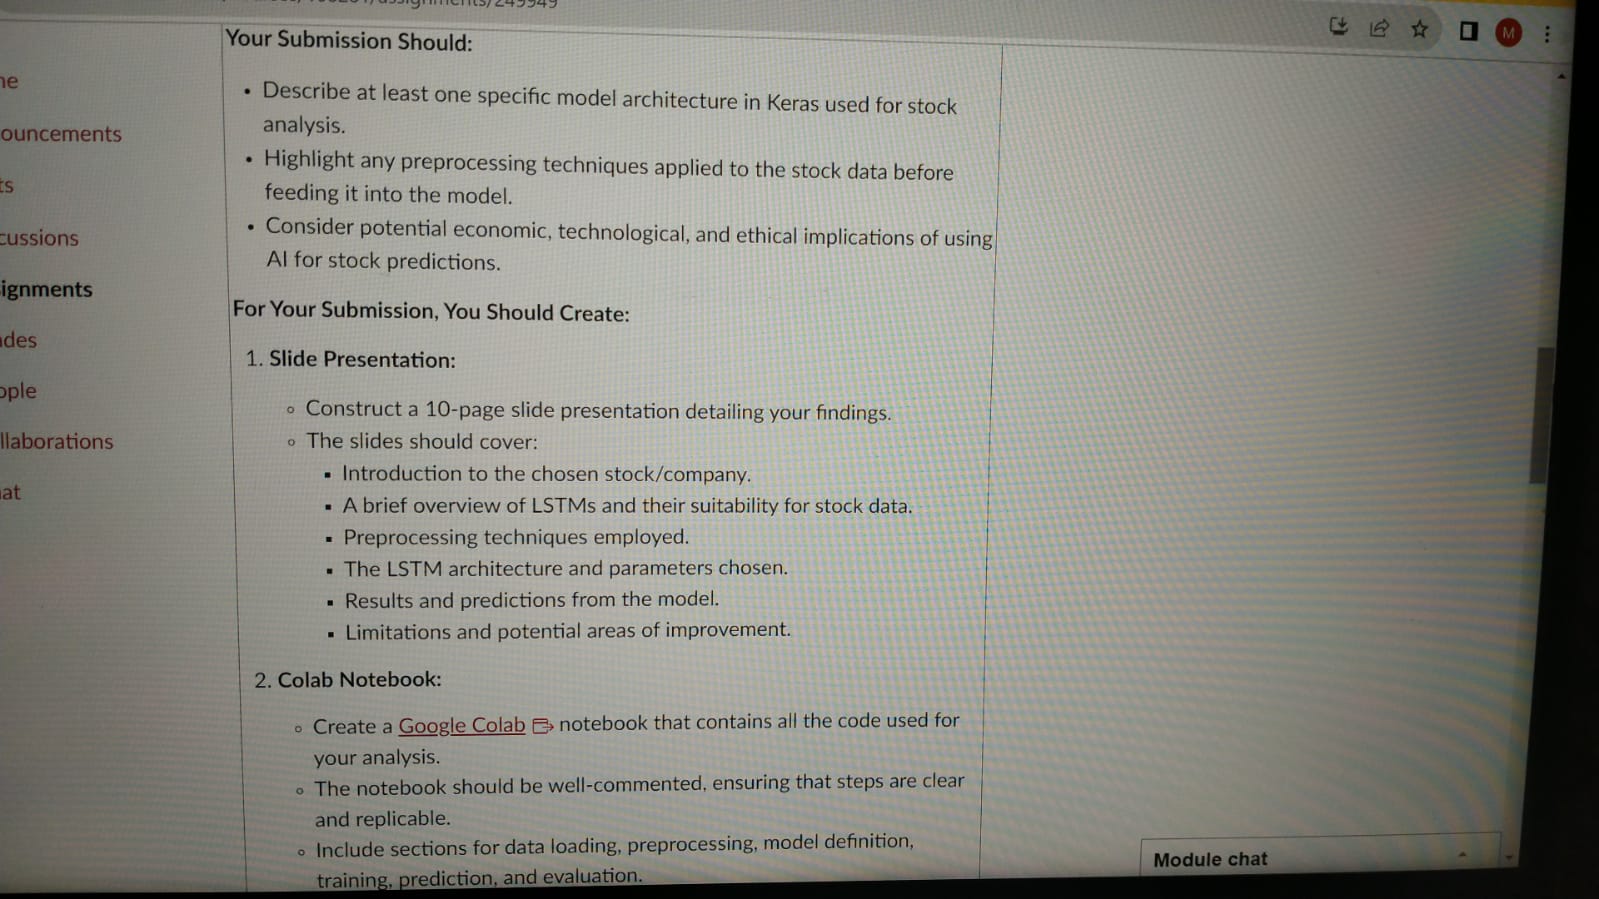 Your Submission Should:
• Describe at least one specific model architecture in Keras used for stock
analysis.
• Highlight any preprocessing techniques applied to the stock data before
feeding it into the model.
• Consider potential economic, technological, and ethical implications of using
AI for stock predictions.
For Your Submission, You Should Create:
1. Slide Presentation:
◦ Construct a 10-page slide presentation detailing your findings.
◦ The slides should cover:
▪ Introduction to the chosen stock/company.
▪ A brief overview of LSTMs and their suitability for stock data.
▪ Preprocessing techniques employed.
▪ The LSTM architecture and parameters chosen.
▪ Results and predictions from the model.
▪ Limitations and potential areas of improvement.
2. Colab Notebook:
◦ Create a Google Colab notebook that contains all the code used for
your analysis.
◦ The notebook should be well-commented, ensuring that steps are clear
and replicable.
◦ Include sections for data loading, preprocessing, model definition,
training, prediction, and evaluation.
ouncements
cussions
ignments
ades
ople
llaborations
at
M
Module chat